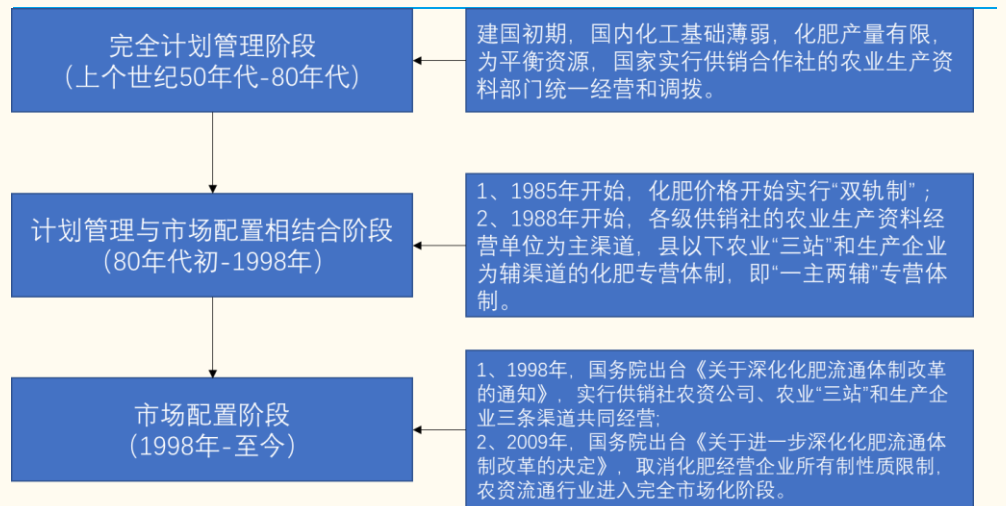 完全计划管理阶段
（上个世纪50年代-80年代）
建国初期，国内化工基础薄弱，化肥产量有限，
为平衡资源，国家实行供销合作社的农业生产资
料部门统一经营和调拨。
计划管理与市场配置相结合阶段
（80年代初-1998年）
1、1985年开始，化肥价格开始实行“双轨制”；
2、1988年开始，各级供销社的农业生产资料经
营单位为主渠道，县以下农业“三站”和生产企业
为辅渠道的化肥专营体制，即“一主两辅”专营体
制。
市场配置阶段
（1998年-至今）
1、1998年，国务院出台《关于深化化肥流通体制改革
的通知》，实行供销社农资公司、农业“三站”和生产企
业三条渠道共同经营;
2、2009年，国务院出台《关于进一步深化化肥流通体
制改革的决定》，取消化肥经营企业所有制性质限制，
农资流通行业进入完全市场化阶段。